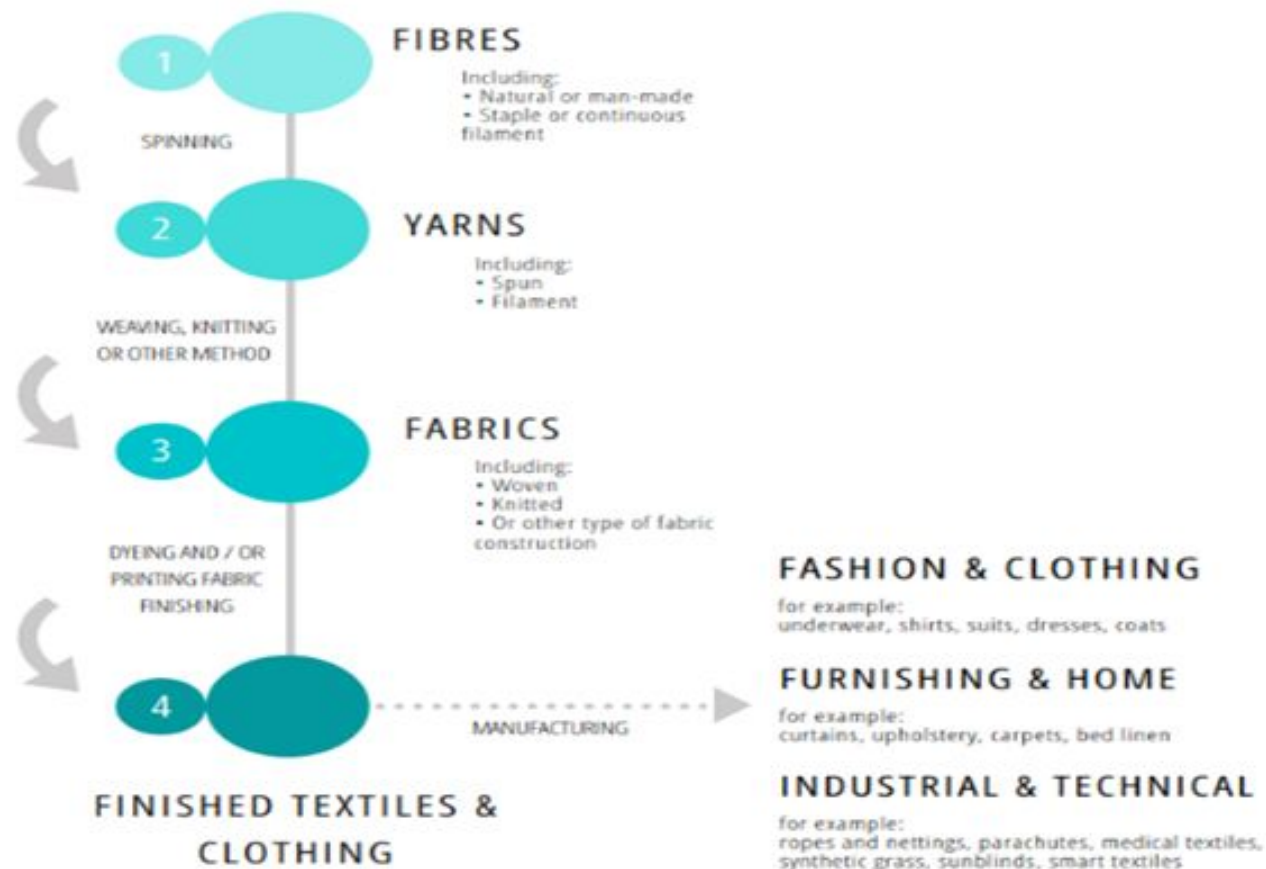 1
FIBRES
Including:
• Natural or man-made
• Staple or continuous
filament
SPINNING
2
YARNS
Including:
• Spun
• Filament
WEAVING, KNITTING
OR OTHER METHOD
3
FABRICS
Including:
• Woven
• Knitted
• Or other type of fabric
construction
DYEING AND / OR
PRINTING FABRIC
FINISHING
4
MANUFACTURING
FINISHED TEXTILES &
CLOTHING
FASHION & CLOTHING
for example:
underwear, shirts, suits, dresses, coats
FURNISHING & HOME
for example:
curtains, upholstery, carpets, bed linen
INDUSTRIAL & TECHNICAL
for example:
ropes and nettings, parachutes, medical textiles,
synthetic grass, sunblinds, smart textiles